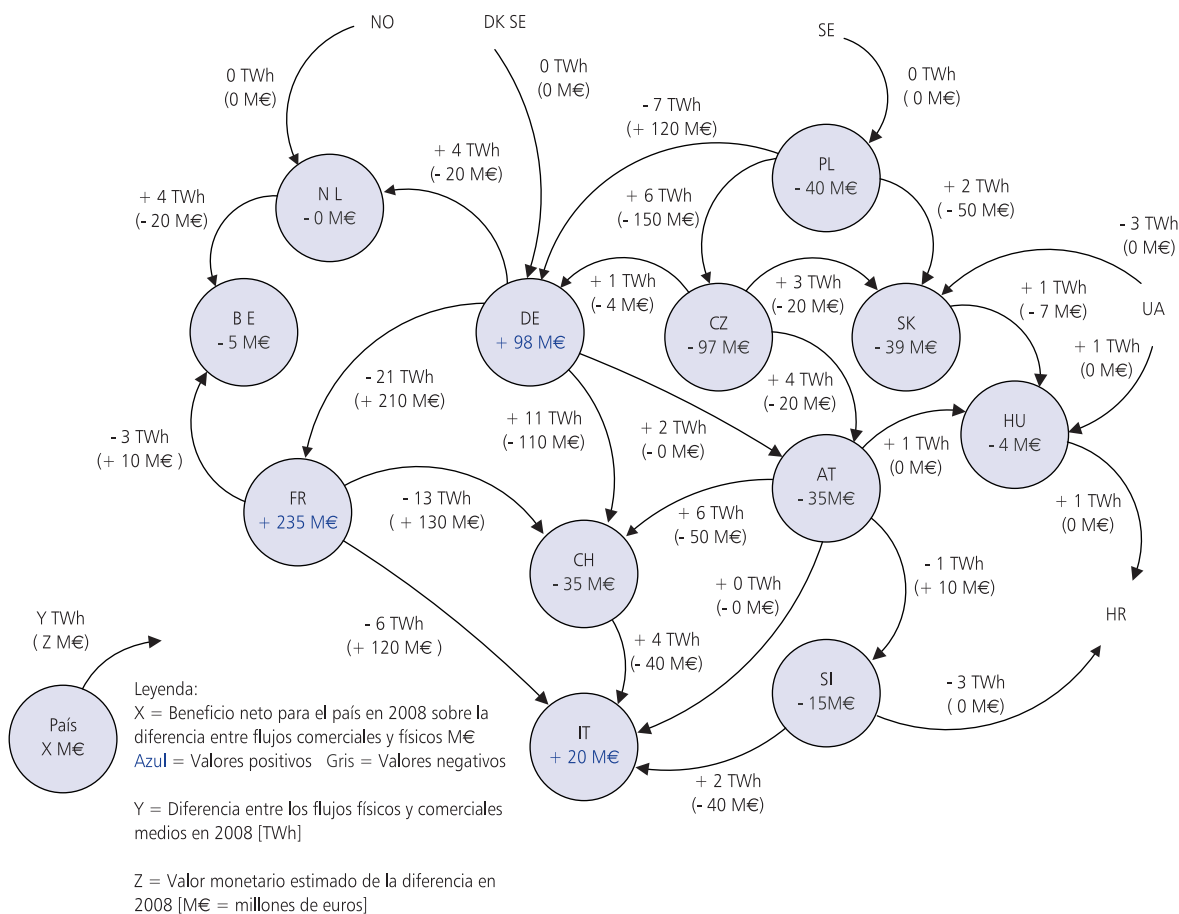 NO
DK SE
SE
0 TWh
(0 M€)
0 TWh
(0 M€)
0 TWh
( 0 M€)
- 7 TWh
(+ 120 M€)
+ 4 TWh
(- 20 M€)
N L
- 0 M€
+ 4 TWh
(- 20 M€)
PL
- 40 M€
+ 6 TWh
(- 150 M€)
+ 2 TWh
(- 50 M€)
- 3 TWh
(0 M€)
B E
- 5 M€
DE
+ 98 M€
+ 1 TWh
(- 4 M€)
CZ
- 97 M€
+ 3 TWh
(- 20 M€)
SK
- 39 M€
+ 1 TWh
(- 7 M€)
UA
+ 1 TWh
(0 M€)
- 21 TWh
(+ 210 M€)
+ 11 TWh
(- 110 M€)
+ 2 TWh
(- 0 M€)
+ 4 TWh
(- 20 M€)
HU
- 4 M€
- 3 TWh
(+ 10 M€ )
FR
+ 235 M€
- 13 TWh
( + 130 M€)
AT
- 35M€
+ 1 TWh
(0 M€)
+ 1 TWh
(0 M€)
+ 6 TWh
(- 50 M€)
CH
- 35 M€
+ 0 TWh
(- 0 M€)
- 1 TWh
(+ 10 M€)
HR
- 6 TWh
(+ 120 M€ )
+ 4 TWh
(- 40 M€)
SI
- 15M€
- 3 TWh
( 0 M€)
IT
+ 20 M€
+ 2 TWh
(- 40 M€)
Y TWh
( Z M€)
País
X M€
Leyenda:
X = Beneficio neto para el país en 2008 sobre la
diferencia entre flujos comerciales y físicos M€
Azul = Valores positivos Gris = Valores negativos
Y = Diferencia entre los flujos físicos y comerciales
medios en 2008 [TWh]
Z = Valor monetario estimado de la diferencia en
2008 [M€ = millones de euros]